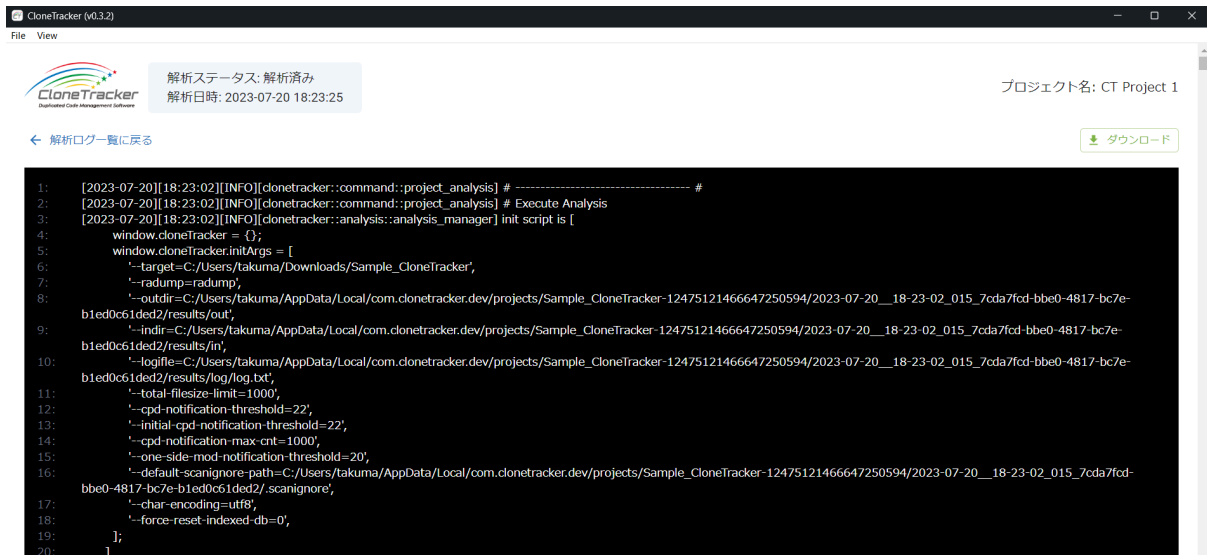 CloneTracker (v0.3.2)
File View
CloneTracker
Duplicated Code Management Software
解析ステータス: 解析済み
解析日時: 2023-07-20 18:23:25
プロジェクト名: CT Project 1
← 解析ログ一覧に戻る
ダウンロード
1: [2023-07-20][18:23:02][INFO][clonetracker::command::project_analysis] # ----------------------------------- #
2: [2023-07-20][18:23:02][INFO][clonetracker::command::project_analysis] # Execute Analysis
3: [2023-07-20][18:23:02][INFO][clonetracker::analysis::analysis_manager] init script is [
4: window.cloneTracker = {};
5: window.cloneTracker.initArgs = [
6: '--target=C:/Users/takuma/Downloads/Sample_CloneTracker',
7: '--radump=radump',
8: '--outdir=C:/Users/takuma/AppData/Local/com.clonetracker.dev/projects/Sample_CloneTracker-12475121466647250594/2023-07-20__18-23-02_015_7cda7fcd-bbe0-4817-bc7e-
b1ed0c61ded2/results/out',
9: '--indir=C:/Users/takuma/AppData/Local/com.clonetracker.dev/projects/Sample_CloneTracker-12475121466647250594/2023-07-20__18-23-02_015_7cda7fcd-bbe0-4817-bc7e-
b1ed0c61ded2/results/in',
10: '--logifle=C:/Users/takuma/AppData/Local/com.clonetracker.dev/projects/Sample_CloneTracker-12475121466647250594/2023-07-20__18-23-02_015_7cda7fcd-bbe0-4817-bc7e-
b1ed0c61ded2/results/log/log.txt',
11: '--total-filesize-limit=1000',
12: '--cpd-notification-threshold=22',
13: '--initial-cpd-notification-threshold=22',
14: '--cpd-notification-max-cnt=1000',
15: '--one-side-mod-notification-threshold=20',
16: '--default-scanignore-path=C:/Users/takuma/AppData/Local/com.clonetracker.dev/projects/Sample_CloneTracker-12475121466647250594/2023-07-20__18-23-02_015_7cda7fcd-
bbe0-4817-bc7e-b1ed0c61ded2/.scanignore',
17: '--char-encoding=utf8',
18: '--force-reset-indexed-db=0',
19: ];
20: ]